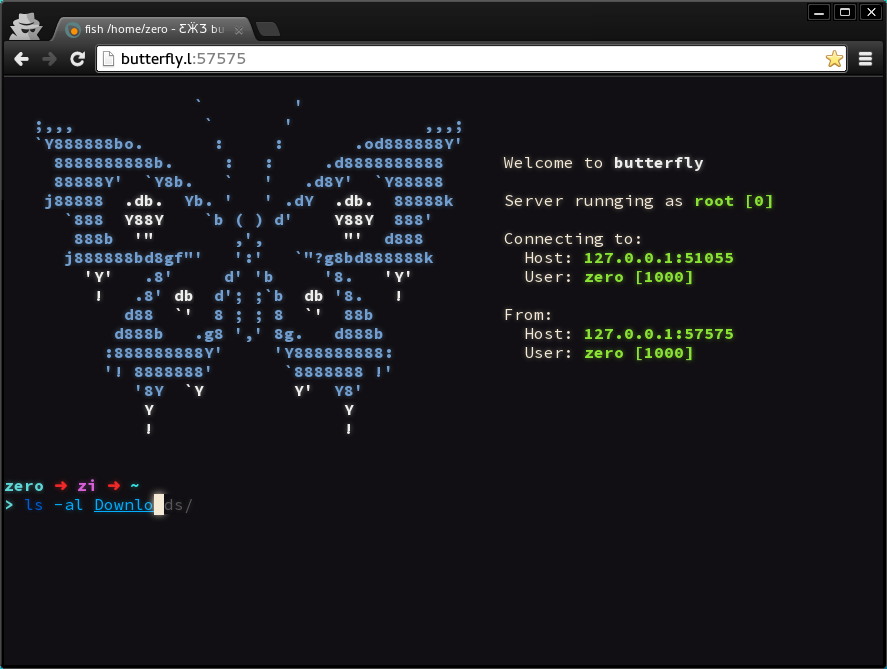 fish /home/zero - ƸӜƷ bu
butterfly.l:57575
Welcome to butterfly
Server runnging as root [0]
Connecting to:
Host: 127.0.0.1:51055
User: zero [1000]
From:
Host: 127.0.0.1:57575
User: zero [1000]
zero ➜ zi ➜ ~
> ls -al Downloads/